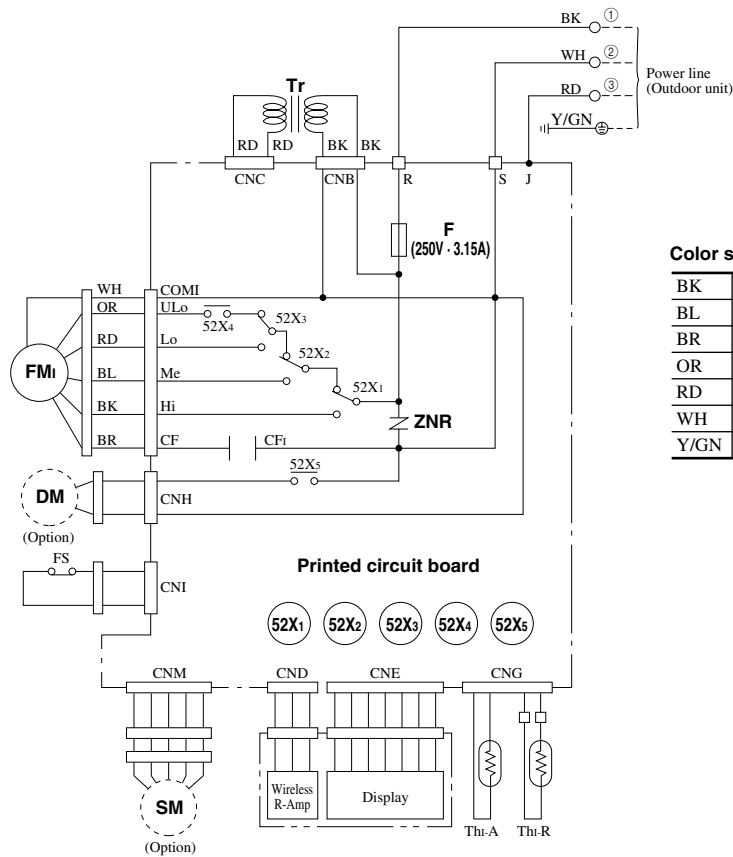 BK ①
WH ②
RD ③
Y/GN
Power line
(Outdoor unit)
Tr
RD RD BK BK
CNC CNB R S J
F
(250V · 3.15A)
Color s
BK
BL
BR
OR
RD
WH
Y/GN
WH COMI
OR ULo
52X4
52X3
RD Lo
52X2
BL Me
52X1
BK Hi
ZNR
BR CF CFI
FMI
52X5
DM
CNH
(Option)
FS
CNI
Printed circuit board
52X1 52X2 52X3 52X4 52X5
CNM CND CNE CNG
Wireless
R-Amp
Display
SM
(Option)
ThI-A ThI-R